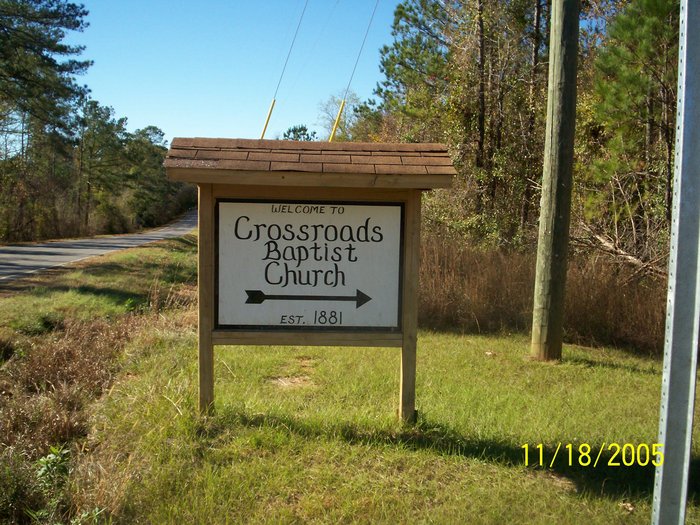 WELCOME TO
Crossroads
Baptist
Church
EST. 1881
11/18/2005